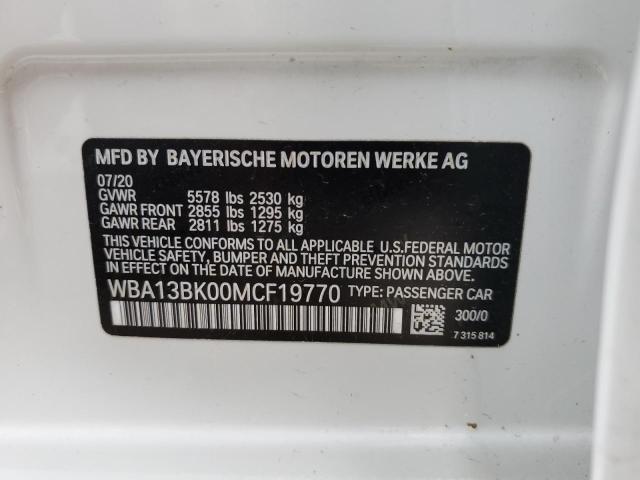 MFD BY BAYERISCHE MOTOREN WERKE AG
07/20
GVWR 5578 lbs 2530 kg
GAWR FRONT 2855 lbs 1295 kg
GAWR REAR 2811 lbs 1275 kg
THIS VEHICLE CONFORMS TO ALL APPLICABLE U.S.FEDERAL MOTOR
VEHICLE SAFETY, BUMPER AND THEFT PREVENTION STANDARDS
IN EFFECT ON THE DATE OF MANUFACTURE SHOWN ABOVE.
WBA13BK00MCF19770 TYPE: PASSENGER CAR
300/0
7 315 814